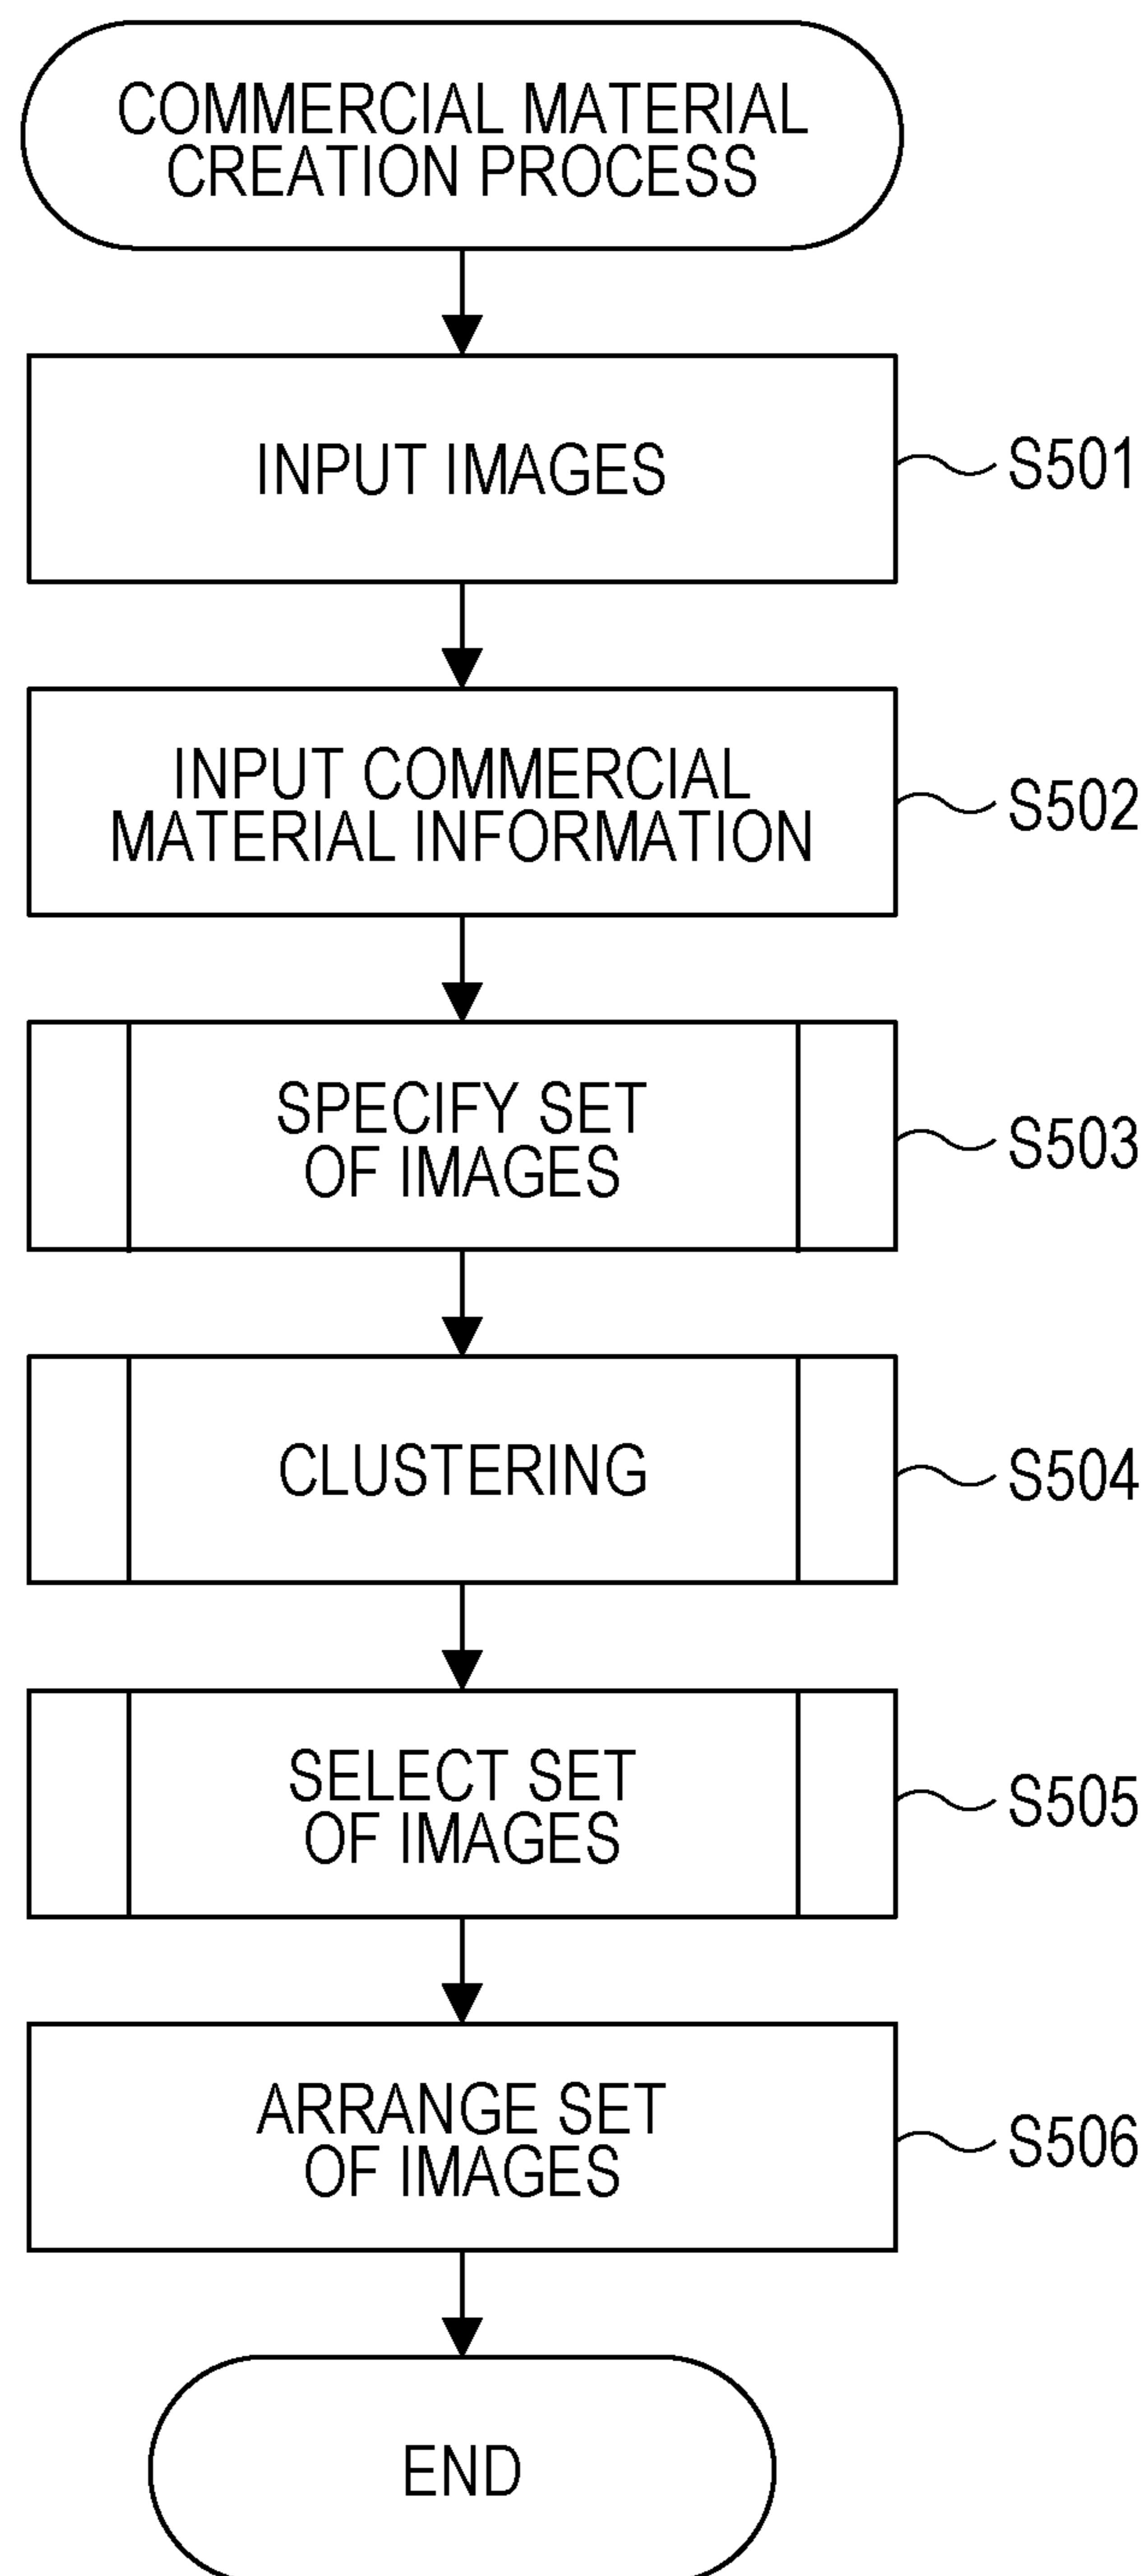 COMMERCIAL MATERIAL
CREATION PROCESS
INPUT IMAGES
S501
INPUT COMMERCIAL
MATERIAL INFORMATION
S502
SPECIFY SET
OF IMAGES
S503
CLUSTERING
S504
SELECT SET
OF IMAGES
S505
ARRANGE SET
OF IMAGES
S506
END